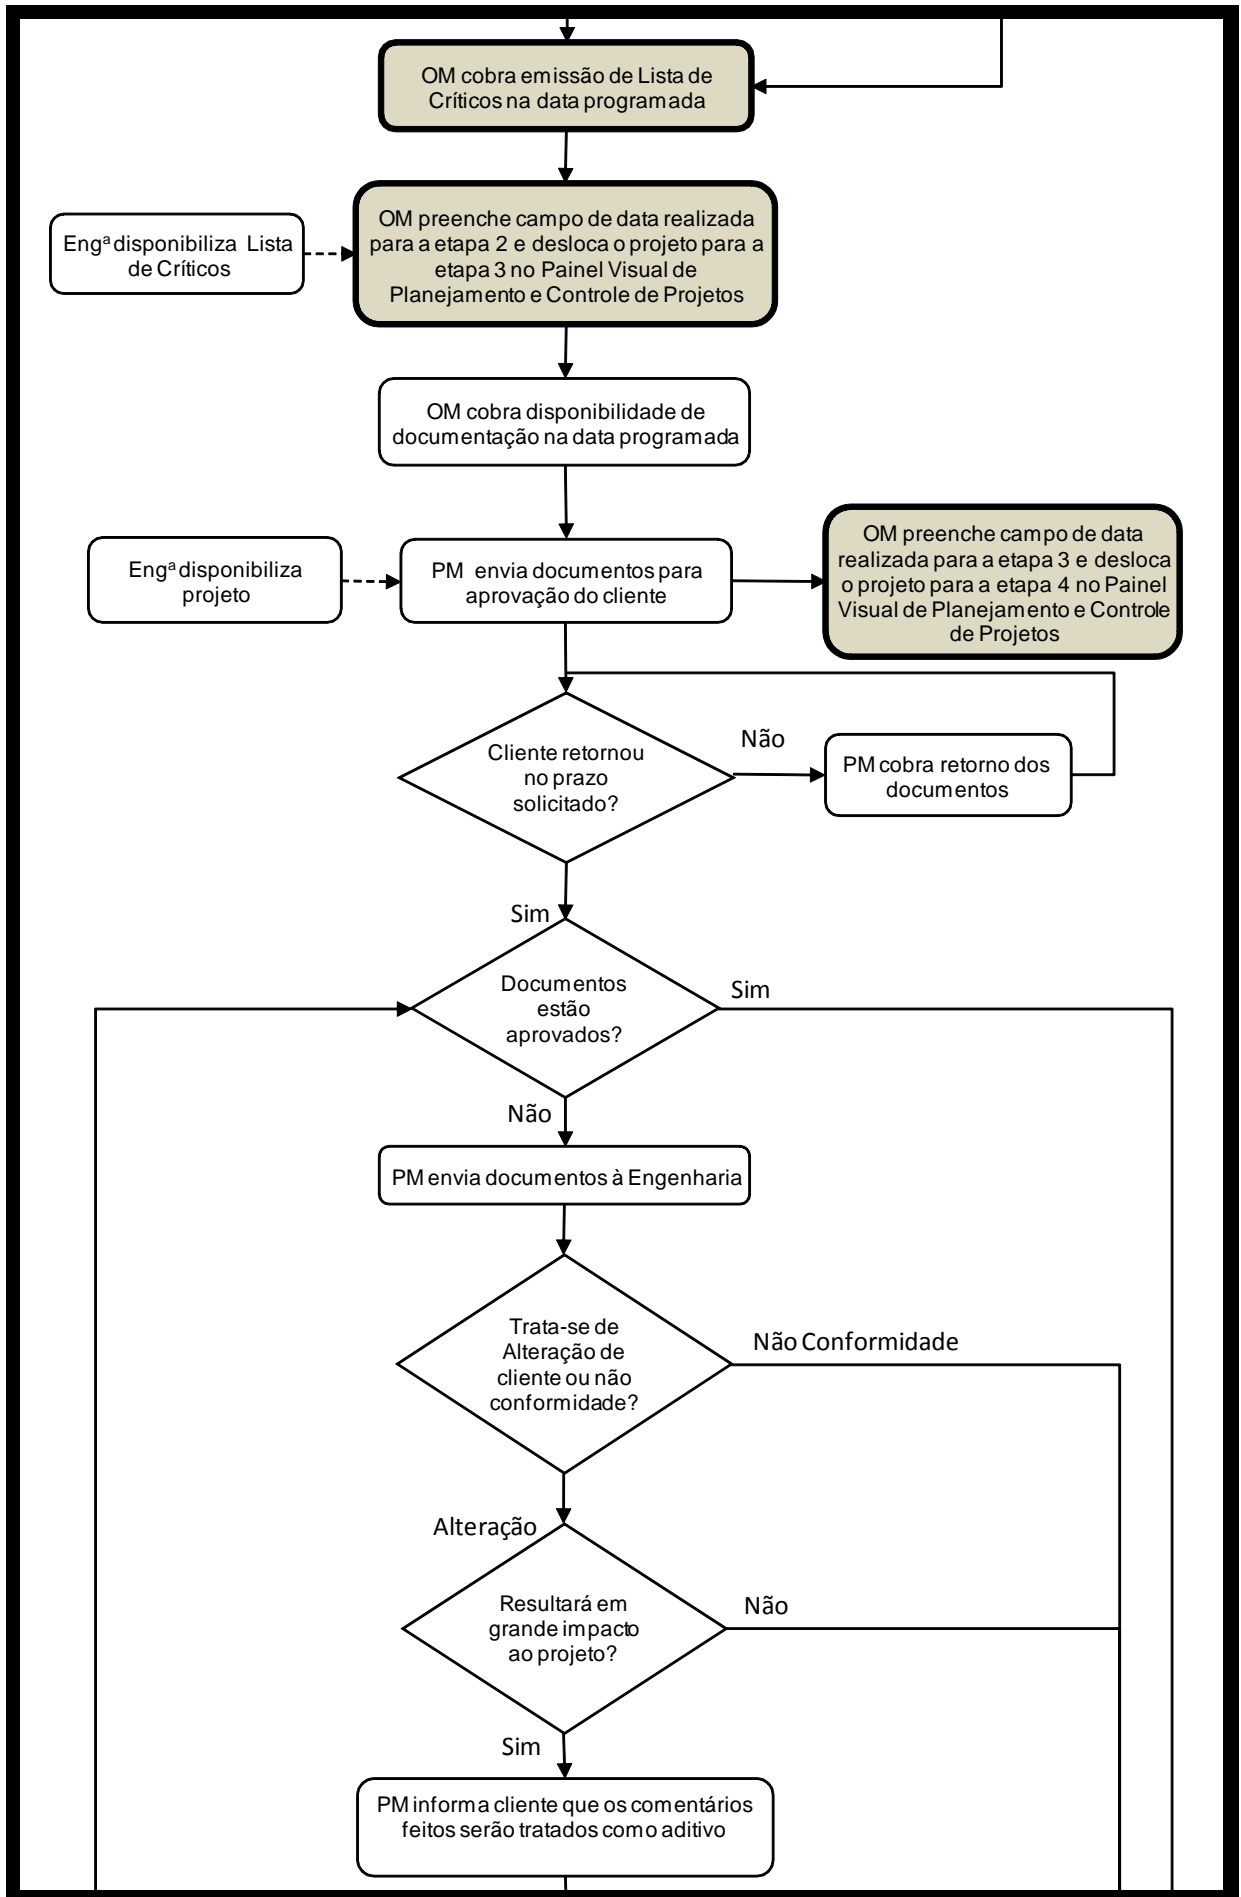 OM cobra emissão de Lista de
Críticos na data programada
Engª disponibiliza Lista
de Críticos
OM preenche campo de data realizada
para a etapa 2 e desloca o projeto para a
etapa 3 no Painel Visual de
Planejamento e Controle de Projetos
OM cobra disponibilidade de
documentação na data programada
Engª disponibiliza
projeto
PM envia documentos para
aprovação do cliente
OM preenche campo de data
realizada para a etapa 3 e desloca
o projeto para a etapa 4 no Painel
Visual de Planejamento e Controle
de Projetos
Cliente retornou
no prazo
solicitado?
Não
PM cobra retorno dos
documentos
Sim
Documentos
estão
aprovados?
Sim
Não
PM envia documentos à Engenharia
Trata-se de
Alteração de
cliente ou não
conformidade?
Não Conformidade
Alteração
Resultará em
grande impacto
ao projeto?
Não
Sim
PM informa cliente que os comentários
feitos serão tratados como aditivo